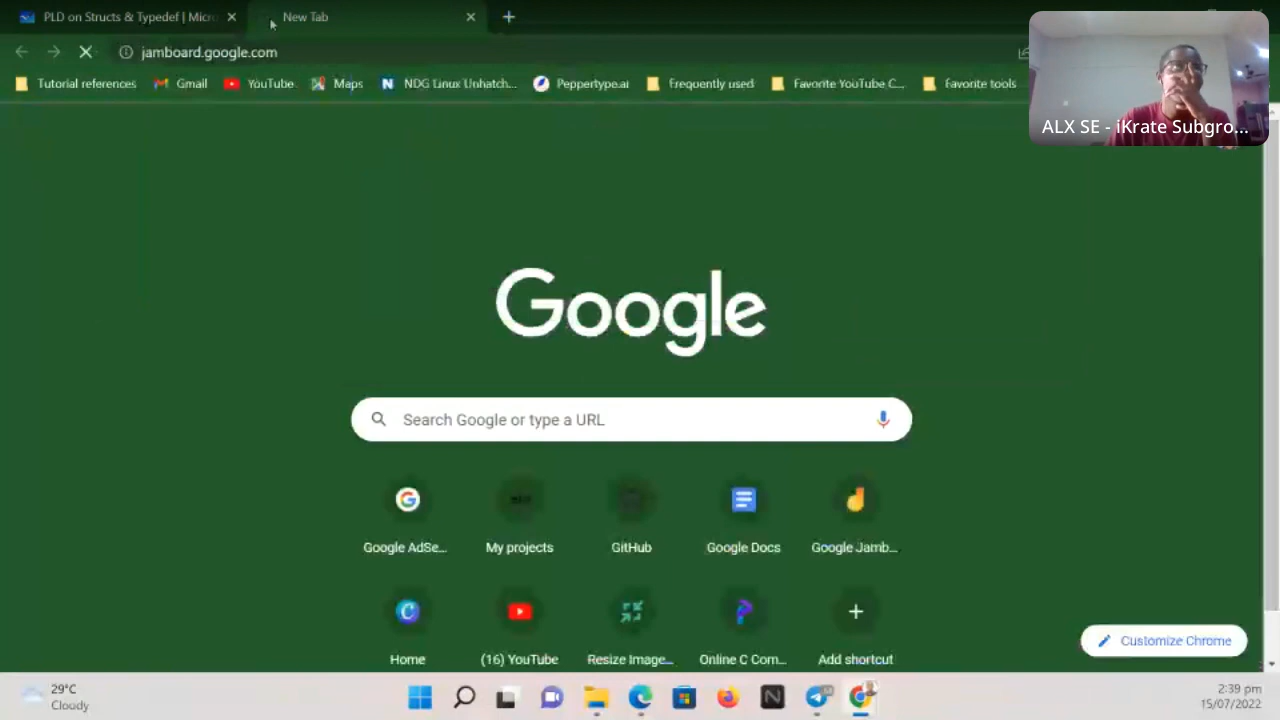 PLD on Structs & Typedef | Micro
New Tab
jamboard.google.com
Tutorial references
Gmail
YouTube
Maps
NDG Linux Unhatch...
Peppertype.ai
Frequently used
Favorite YouTube C...
favorite tools
ALX SE - iKrate Subgro...
Google
Search Google or type a URL
Google AdSe...
My projects
GitHub
Google Docs
Google Jamb...
Home
(16) YouTube
Resize Image...
Online C Com...
Add shortcut
Customize Chrome
29°C
Cloudy
2:39 pm
15/07/2022